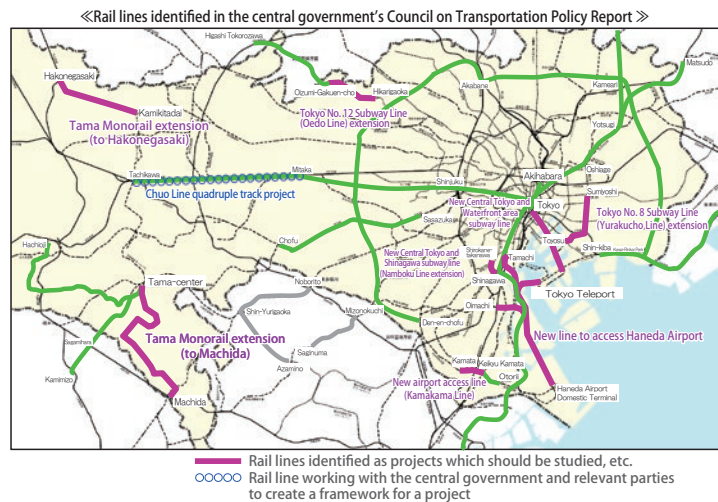 ≪Rail lines identified in the central government's Council on Transportation Policy Report ≫
Higashi Tokorozawa
Matsudo
Hakonegasaki
Oizumi-Gakuen-cho
Hikarigaoka
Akabane
Kameari
Kamikitadai
Tama Monorail extension
(to Hakonegasaki)
Tokyo No. 12 Subway Line
(Oedo Line) extension
Yotsugi
Tachikawa
Mitaka
Chuo Line quadruple track project
Shinjuku
Akihabara
Oshiage
Sumiyoshi
New Central Tokyo and
Waterfront area
subway line
Tokyo
Tokyo No. 8 Subway Line
(Yurakucho Line) extension
Sasazuka
Hachioji
Chofu
Toyosu
Shin-kiba
New Central Tokyo and
Shinagawa subway line
(Namboku Line extension)
Shirokane-
takanawa
Tamachi
Shinagawa
Tama-center
Noborito
Tokyo Teleport
Shin-Yurigaoka
Mizonokuchi
Oimachi
Den-en-chofu
New line to access Haneda Airport
Tama Monorail extension
(to Machida)
Sagamihara
Saginuma
Azamino
Kamimizo
Machida
Kamata
Keikyu Kamata
Otorii
New airport access line
(Kamakama Line)
Haneda Airport
Domestic Terminal
Rail lines identified as projects which should be studied, etc.
Rail line working with the central government and relevant parties
to create a framework for a project